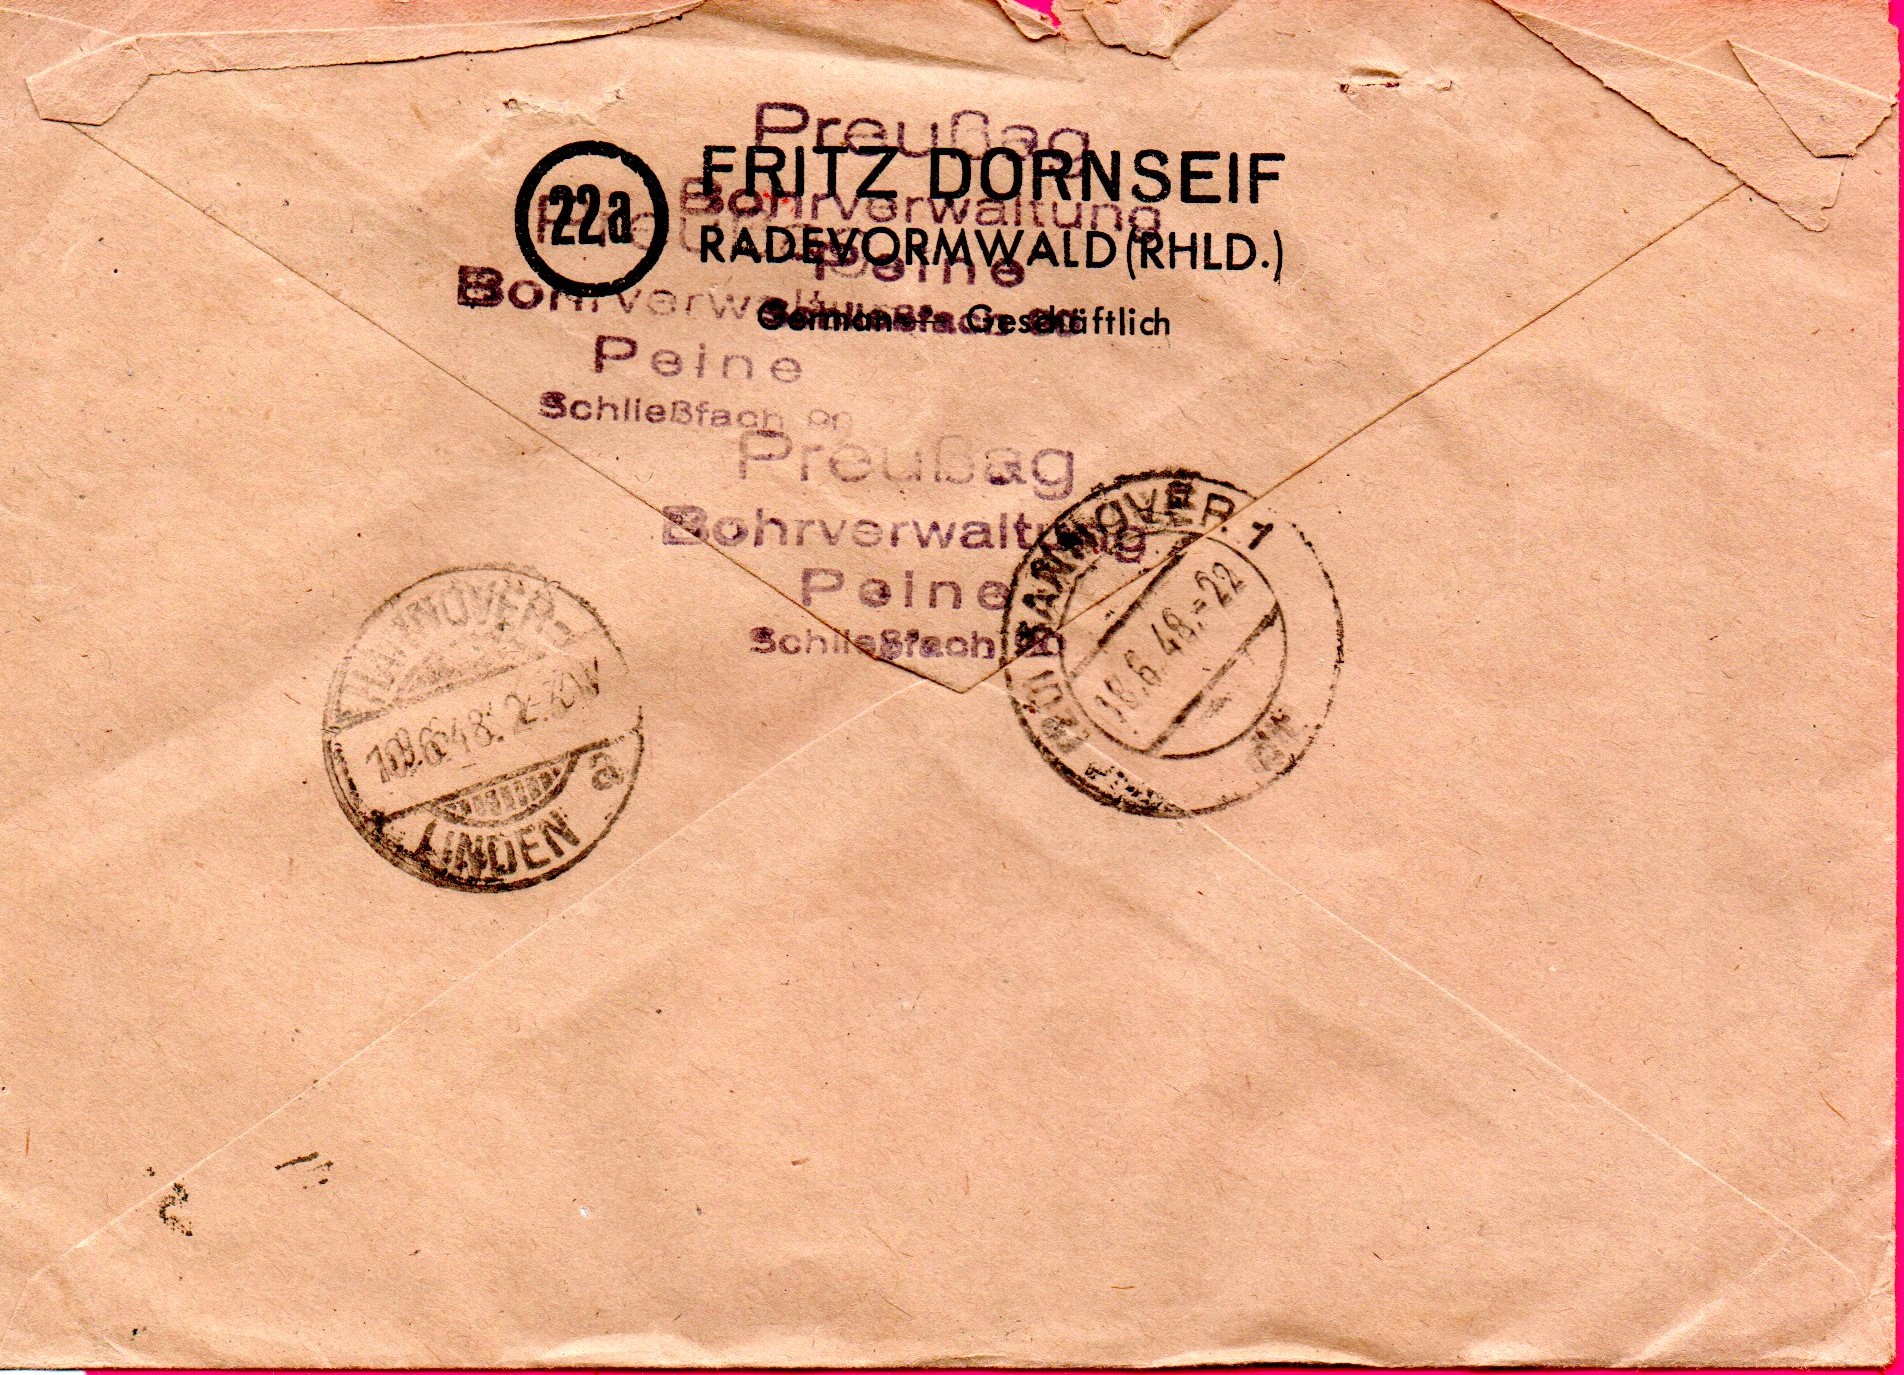 Preußag
22a
FRITZ DORNSEIF
Bohrverwaltung
RADEVORMWALD (RHLD.)
Peine
Bohrverwaltung
Geschäftlich
Peine
Schließfach
Preußag
Bohrverwaltung
Peine
Schließfach
HANNOVER 1
18.6.48.-22
HANNOVER-
LINDEN
a